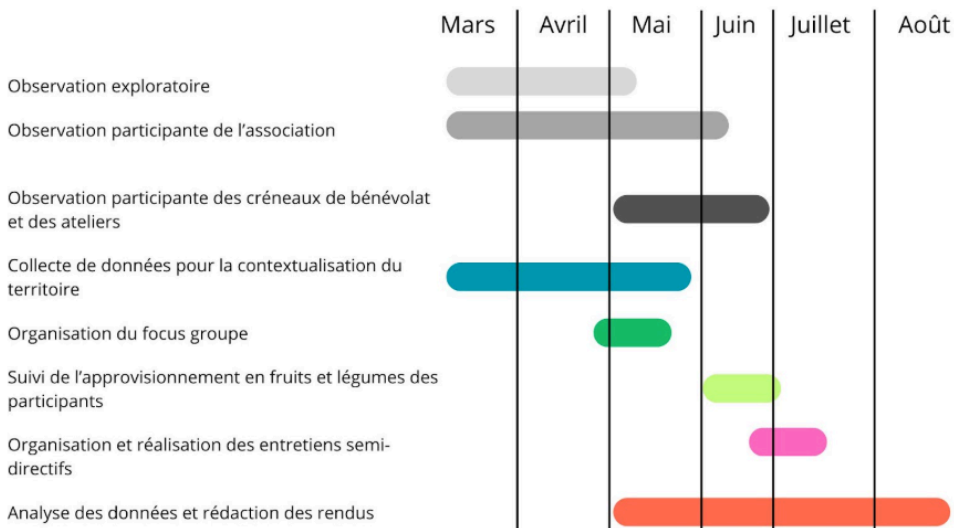 Mars Avril Mai Juin Juillet Août
Observation exploratoire
Observation participante de l'association
Observation participante des créneaux de bénévolat
et des ateliers
Collecte de données pour la contextualisation du
territoire
Organisation du focus groupe
Suivi de l'approvisionnement en fruits et légumes des
participants
Organisation et réalisation des entretiens semi-
directifs
Analyse des données et rédaction des rendus